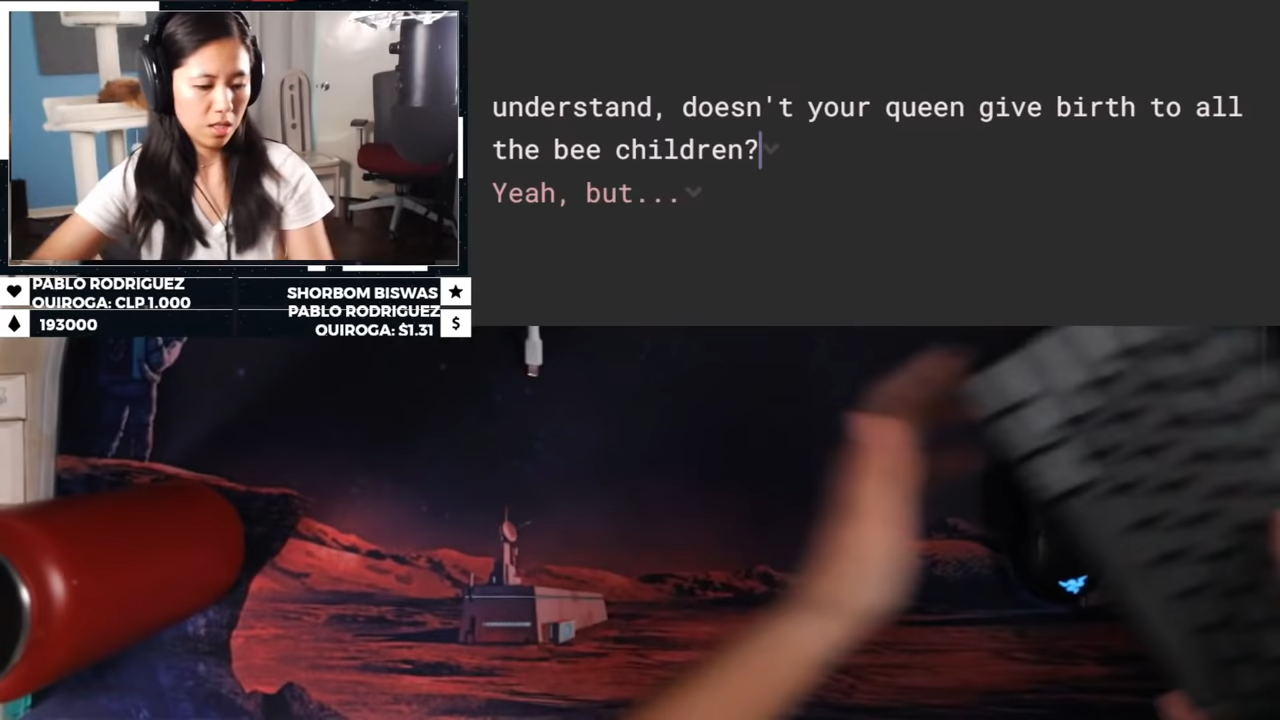 understand, doesn't your queen give birth to all
the bee children?
Yeah, but...
PABLO RODRIGUEZ
QUIROGA: CLP 1.000
SHORBOM BISWAS
193000
PABLO RODRIGUEZ
QUIROGA: $1.31
$